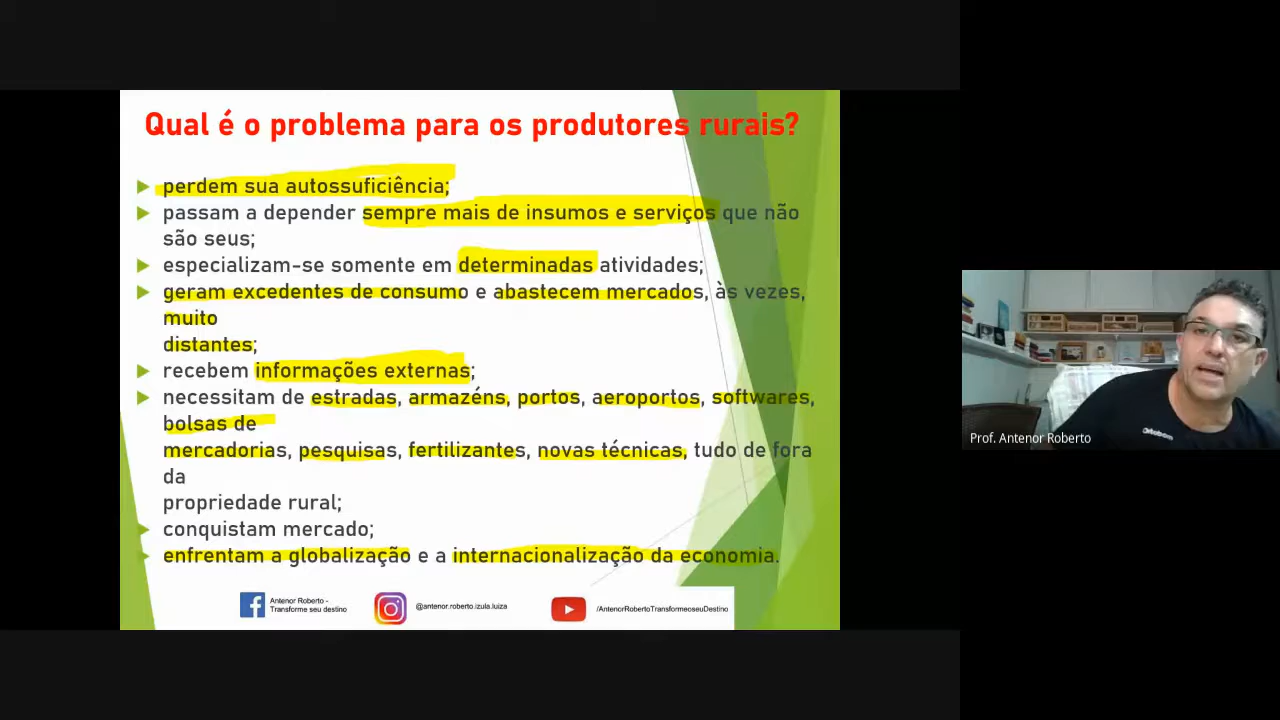 Qual é o problema para os produtores rurais?
perdem sua autossuficiência;
passam a depender sempre mais de insumos e serviços que não
são seus;
especializam-se somente em determinadas atividades;
geram excedentes de consumo e abastecem mercados, às vezes,
muito
distantes;
recebem informações externas;
necessitam de estradas, armazéns, portos, aeroportos, softwares,
bolsas de
mercadorias, pesquisas, fertilizantes, novas técnicas, tudo de fora
da
propriedade rural;
conquistam mercado;
enfrentam a globalização e a internacionalização da economia.
Antenor Roberto -
Transforme seu destino
@antenor.roberto.izula.luiza
/AntenorRobertoTransformeoseuDestino
Prof. Antenor Roberto